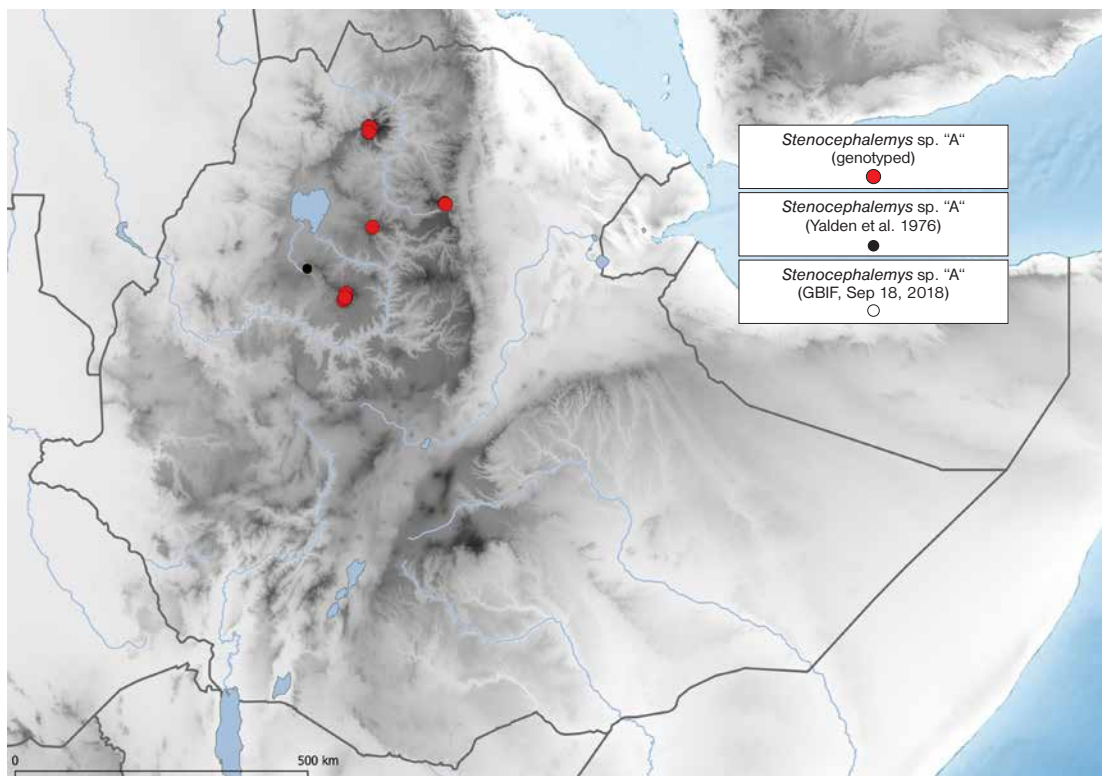 Stenocephalemys sp. “A“
(genotyped)
Stenocephalemys sp. “A“
(Yalden et al. 1976)
Stenocephalemys sp. “A“
(GBIF, Sep 18, 2018)
0 500 km